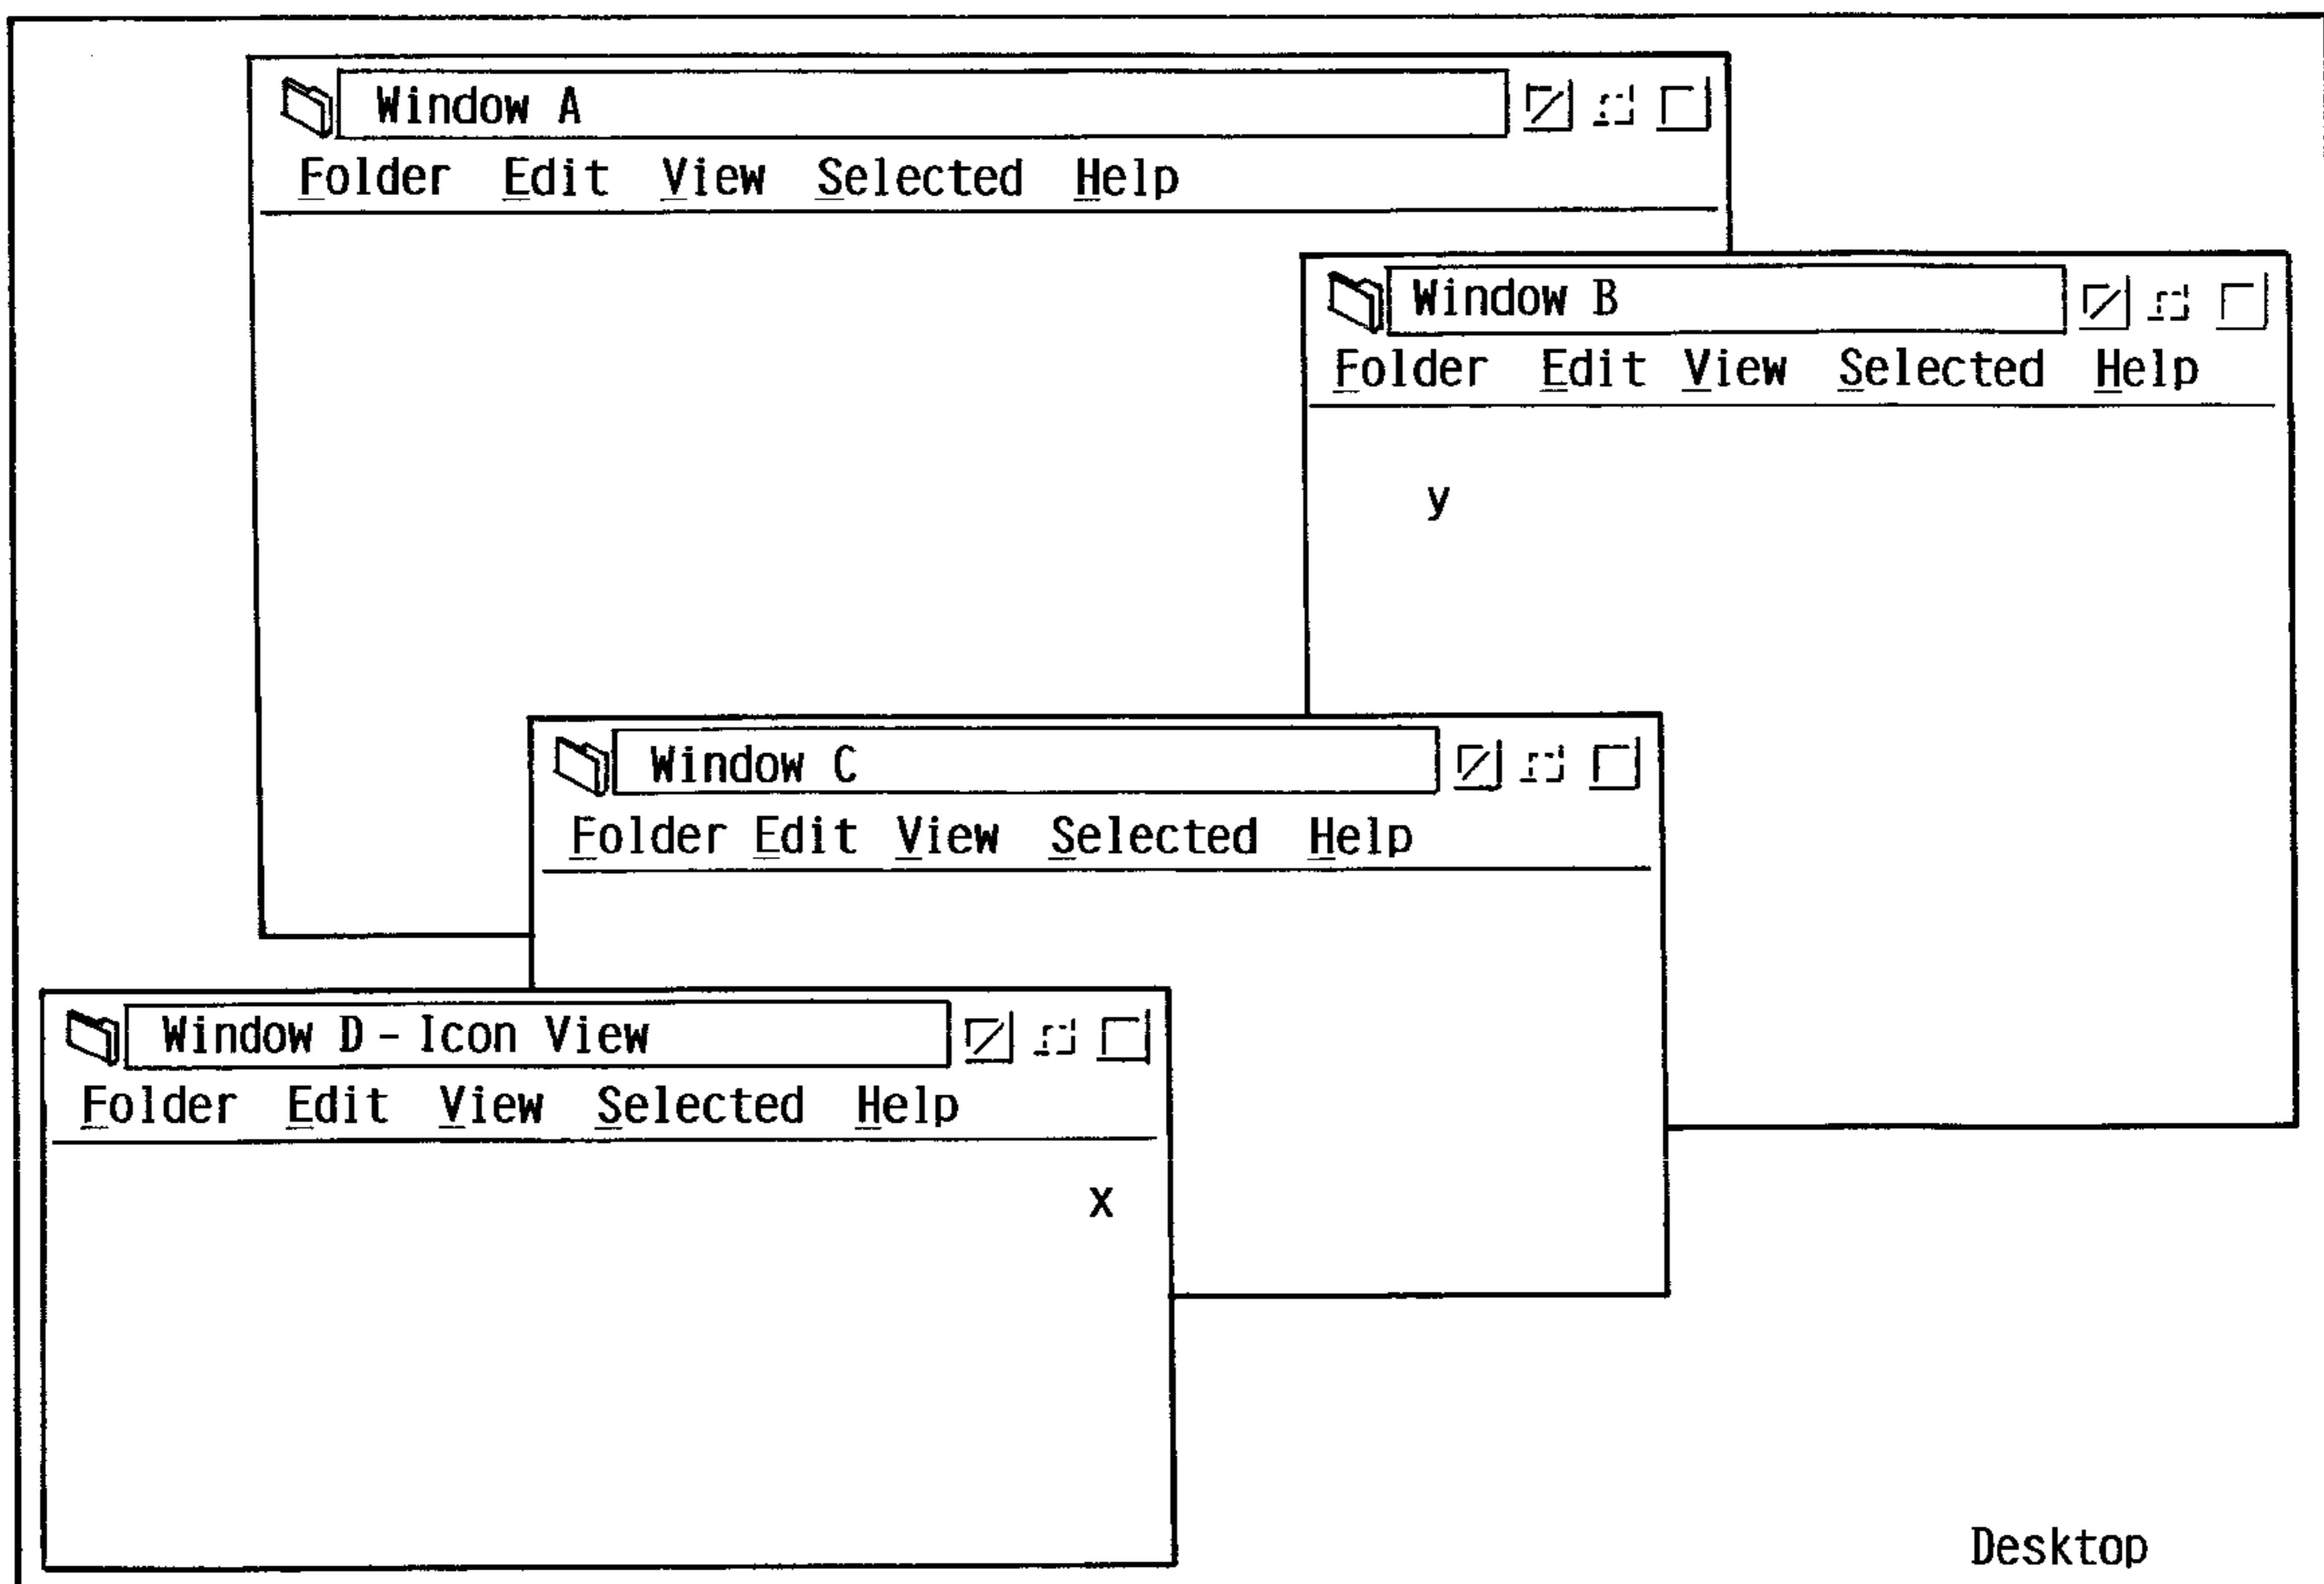 Window A
Folder Edit View Selected Help
Window B
Folder Edit View Selected Help
y
Window C
Folder Edit View Selected Help
Window D - Icon View
Folder Edit View Selected Help
x
Desktop